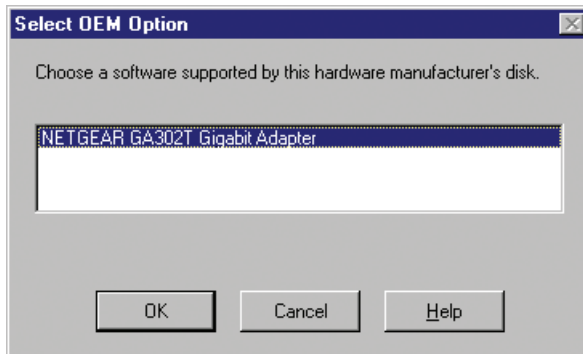 Select OEM Option
Choose a software supported by this hardware manufacturer's disk.
NETGEAR GA302T Gigabit Adapter
OK Cancel Help